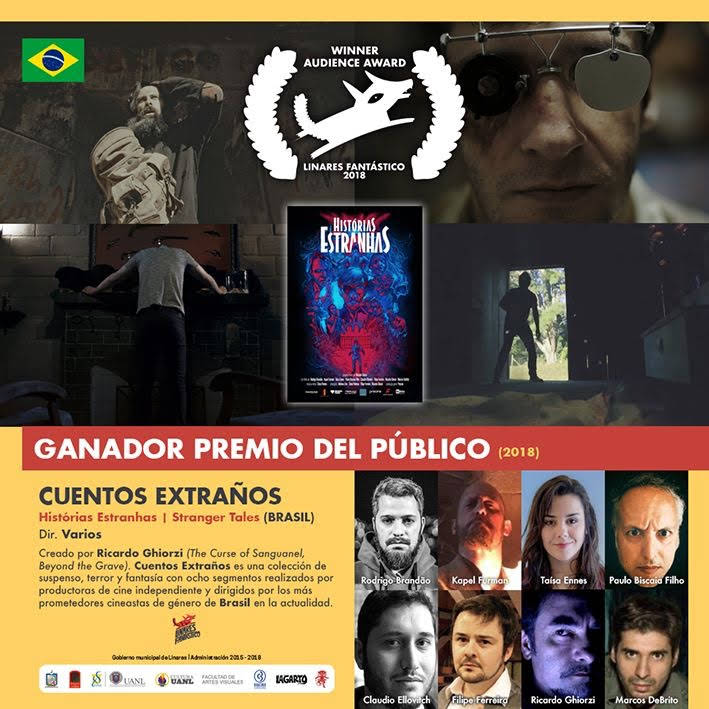 WINNER
AUDIENCE AWARD
LINARES FANTÁSTICO
2018
HISTÓRIAS
ESTRANHAS
GANADOR PREMIO DEL PÚBLICO (2018)
CUENTOS EXTRAÑOS
Histórias Estranhas | Stranger Tales (BRASIL)
Dir. Varios
Creado por Ricardo Ghiorzi (The Curse of Sanguanel,
Beyond the Grave). Cuentos Extraños es una colección de
suspenso, terror y fantasía con ocho segmentos realizados por
productoras de cine independiente y dirigidos por los más
prometedores cineastas de género de Brasil en la actualidad.
Rodrigo Brandão
Kapel Furman
Taísa Ennes
Paulo Biscaia Filho
Claudio Ellovitch
Filipe Ferreira
Ricardo Ghiorzi
Marcos DeBrito
LINARES
FANTÁSTICO
Gobierno municipal de Linares | Administración 2015 - 2018
UANL
CULTURA
UANL
FACULTAD DE
ARTES VISUALES
LAGARTO